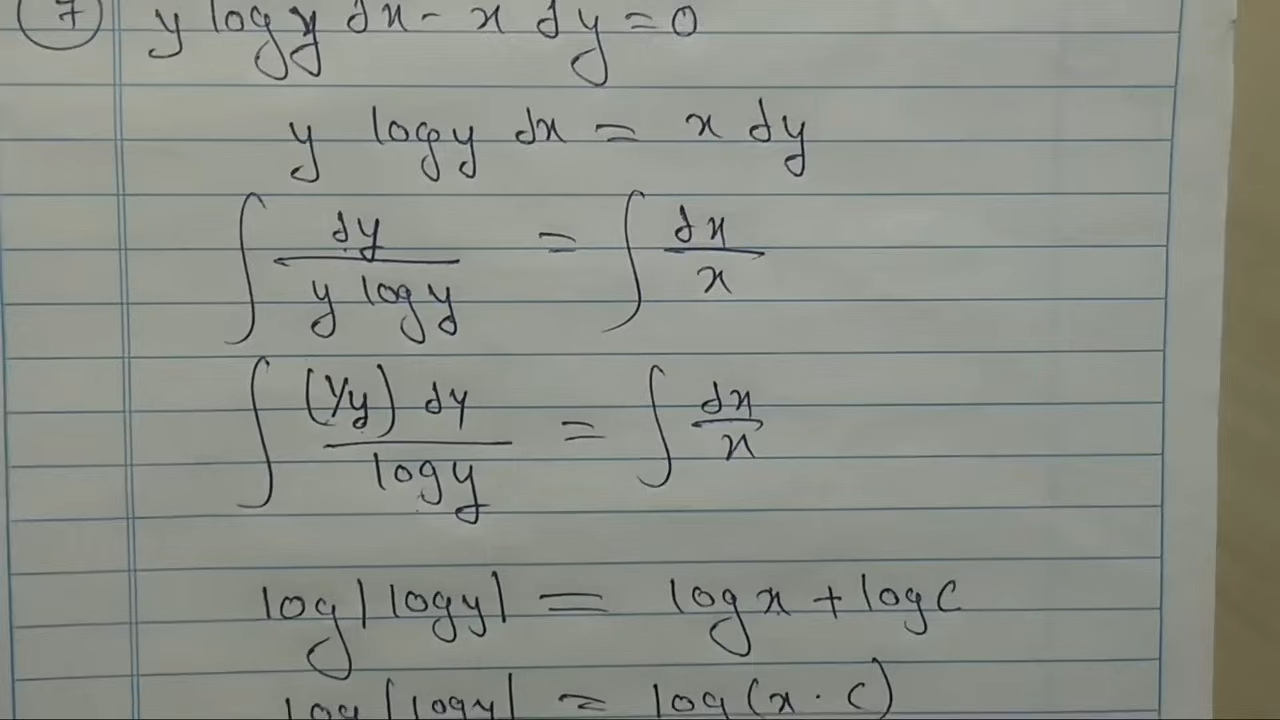 7 y log y dx - x dy = 0
y log y dx = x dy
∫ dy / (y log y) = ∫ dx / x
∫ (1/y) dy / log y = ∫ dx / x
log|log y| = log x + log c
log|log y| = log(x · c)